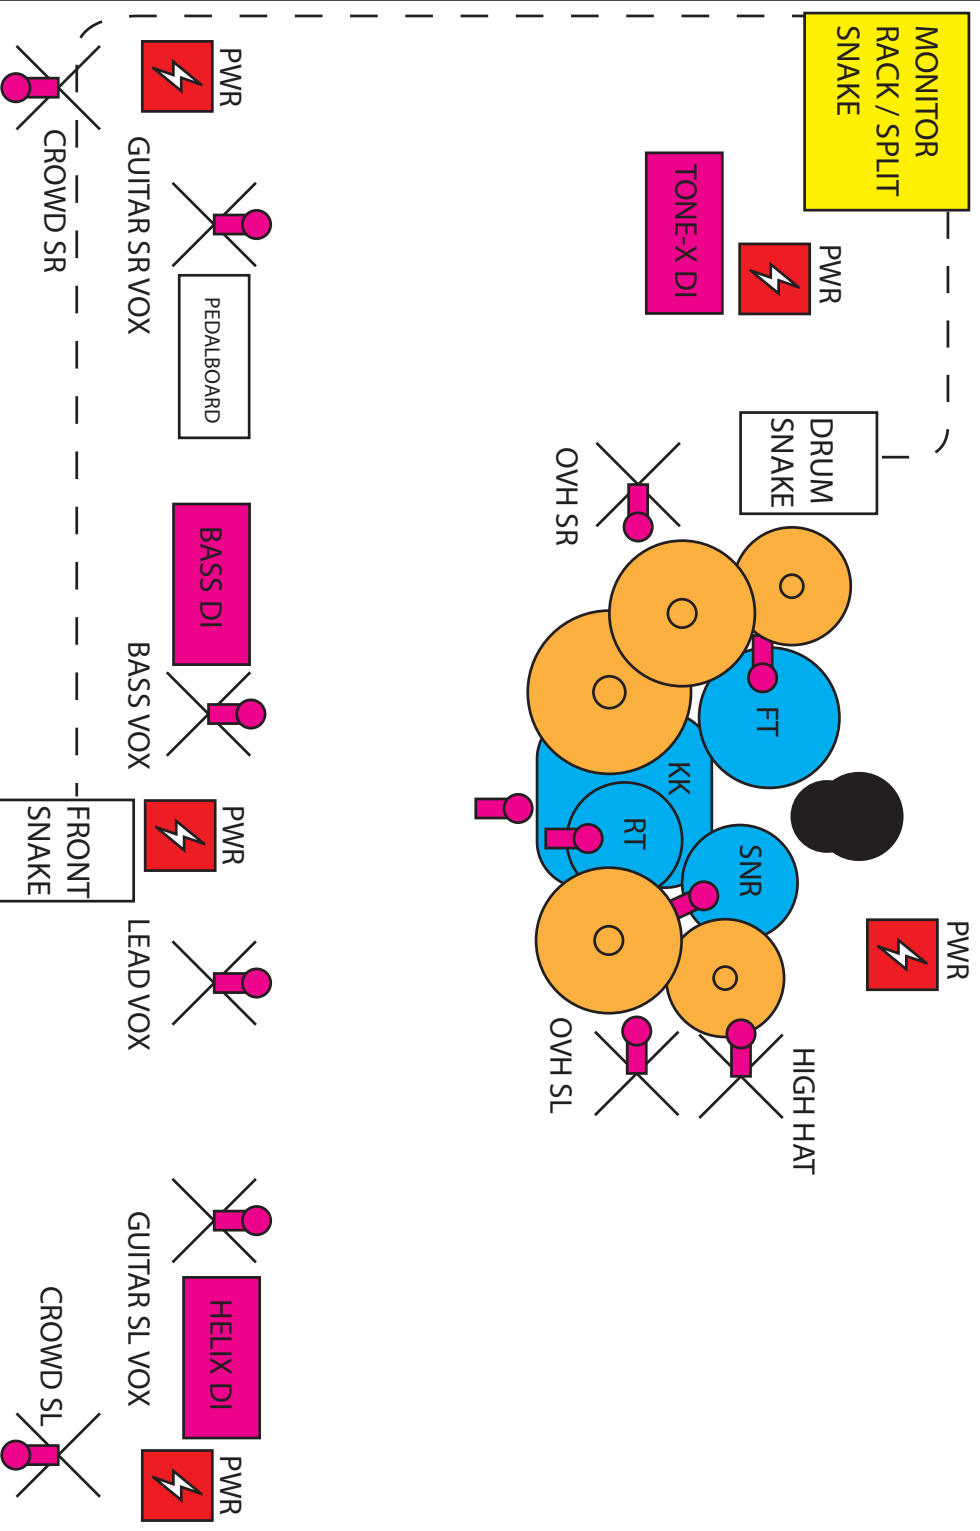 MONITOR
RACK / SPLIT
SNAKE
PWR
TONE-X DI
DRUM
SNAKE
OVH SR
FT
KK
RT
SNR
PWR
HIGH HAT
OVH SL
PWR
GUITAR SR VOX
PEDALBOARD
CROWD SR
BASS DI
BASS VOX
PWR
FRONT
SNAKE
LEAD VOX
GUITAR SL VOX
HELIX DI
PWR
CROWD SL